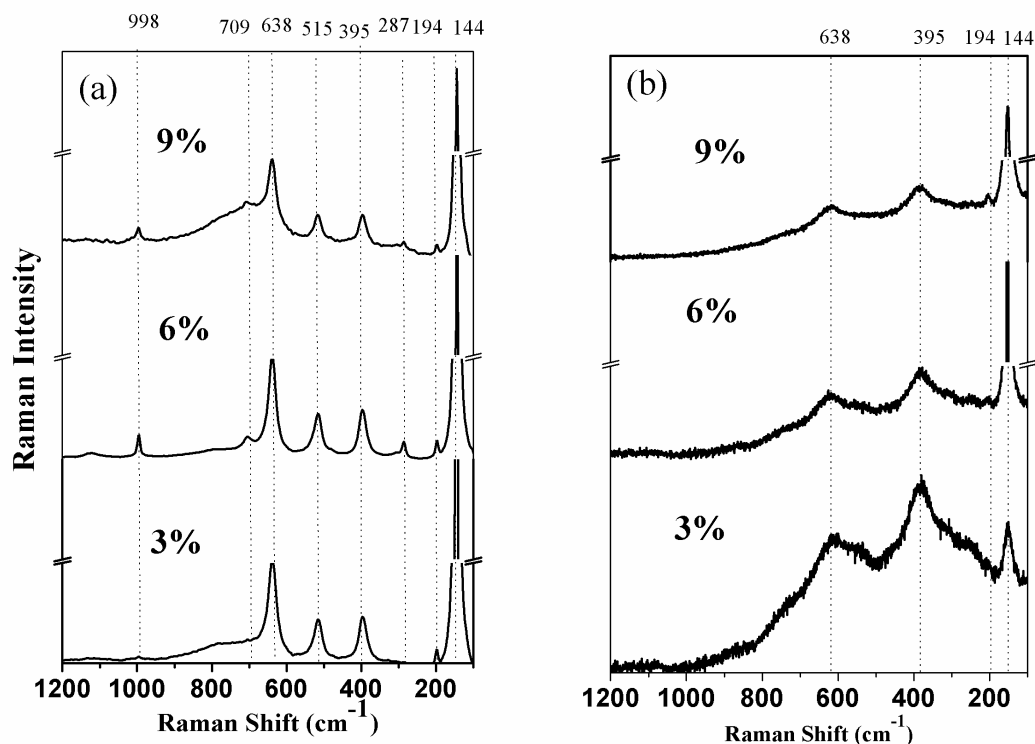 998 709 638 515 395 287 194 144
(a)
9%
6%
3%
Raman Intensity
1200 1000 800 600 400 200
Raman Shift (cm-1)
638 395 194 144
(b)
9%
6%
3%
1200 1000 800 600 400 200
Raman Shift (cm-1)